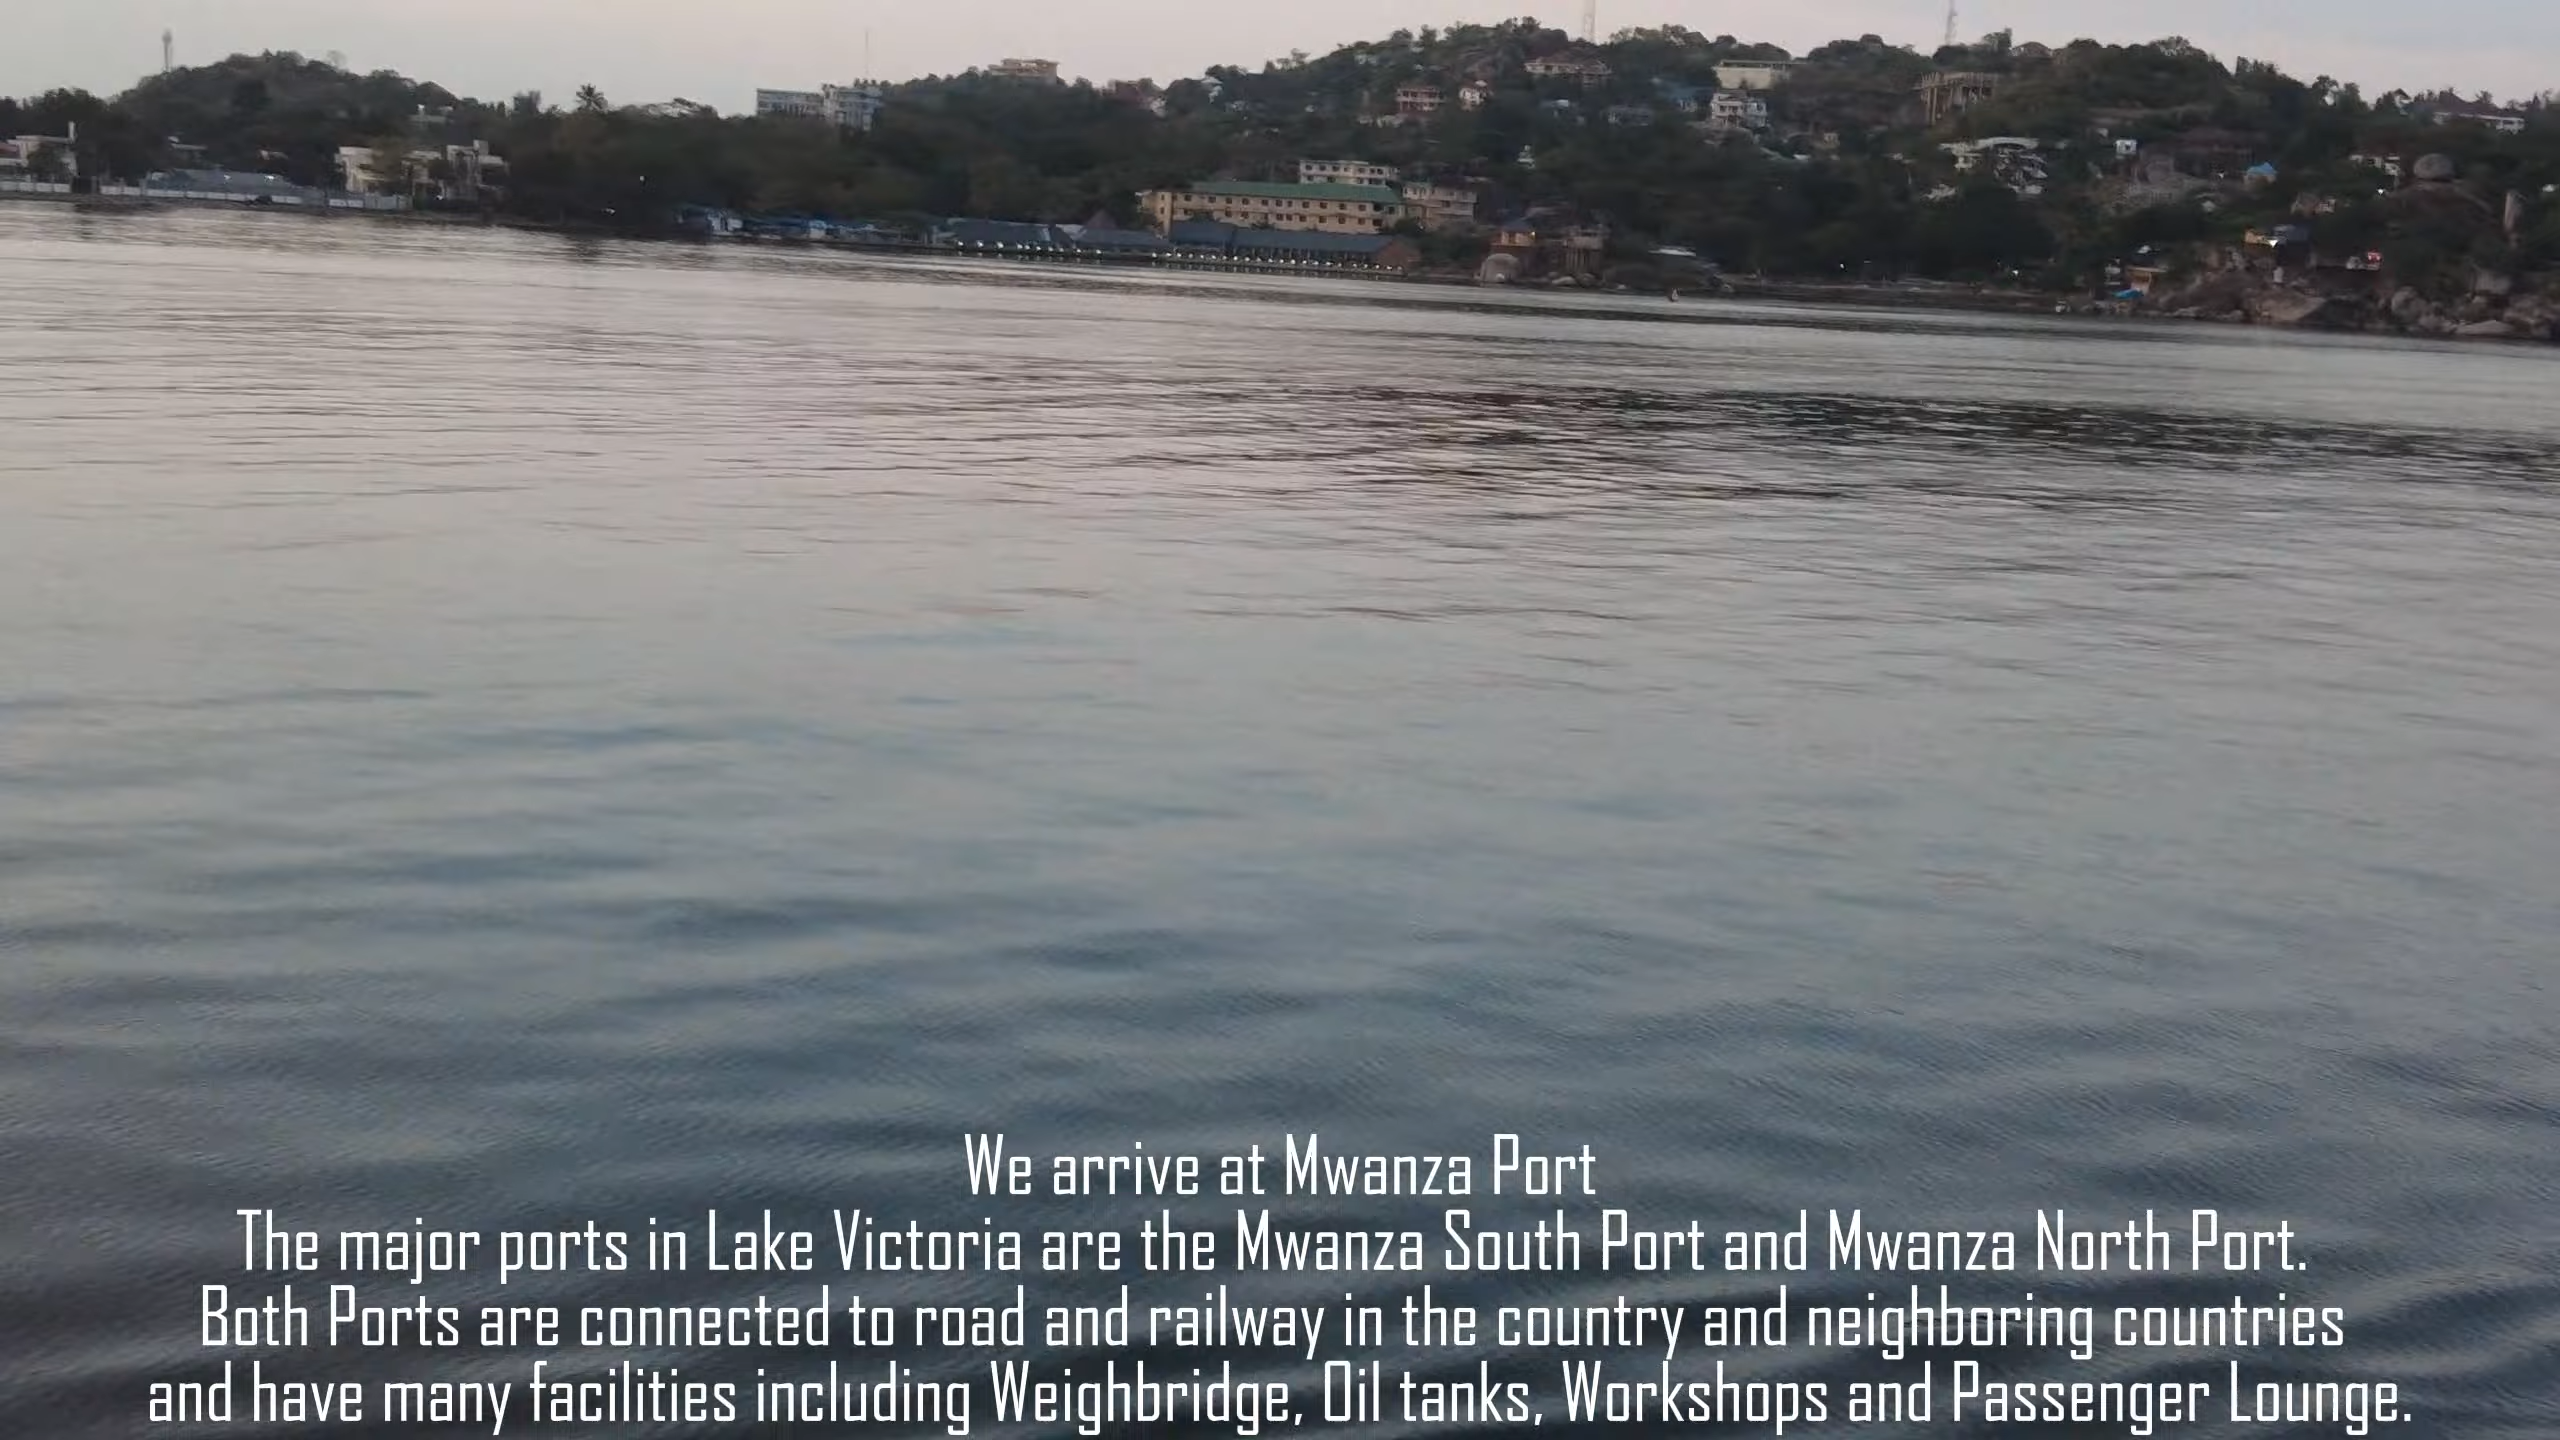 We arrive at Mwanza Port
The major ports in Lake Victoria are the Mwanza South Port and Mwanza North Port.
Both Ports are connected to road and railway in the country and neighboring countries
and have many facilities including Weighbridge, Oil tanks, Workshops and Passenger Lounge.